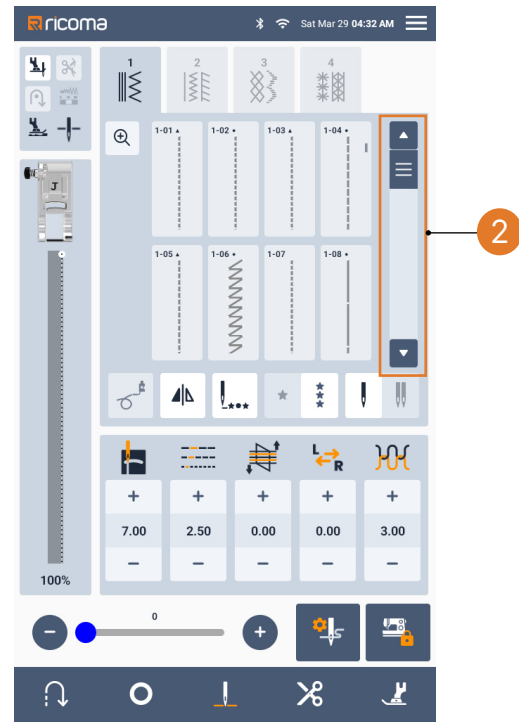 ricoma Sat Mar 29 04:32 AM
1 2 3 4
1-01 ▲ 1-02 • 1-03 ▲ 1-04 •
J
2
1-05 ▲ 1-06 • 1-07 1-08 •
L R
+ + + + +
7.00 2.50 0.00 0.00 3.00
− − − − −
100%
0
− +